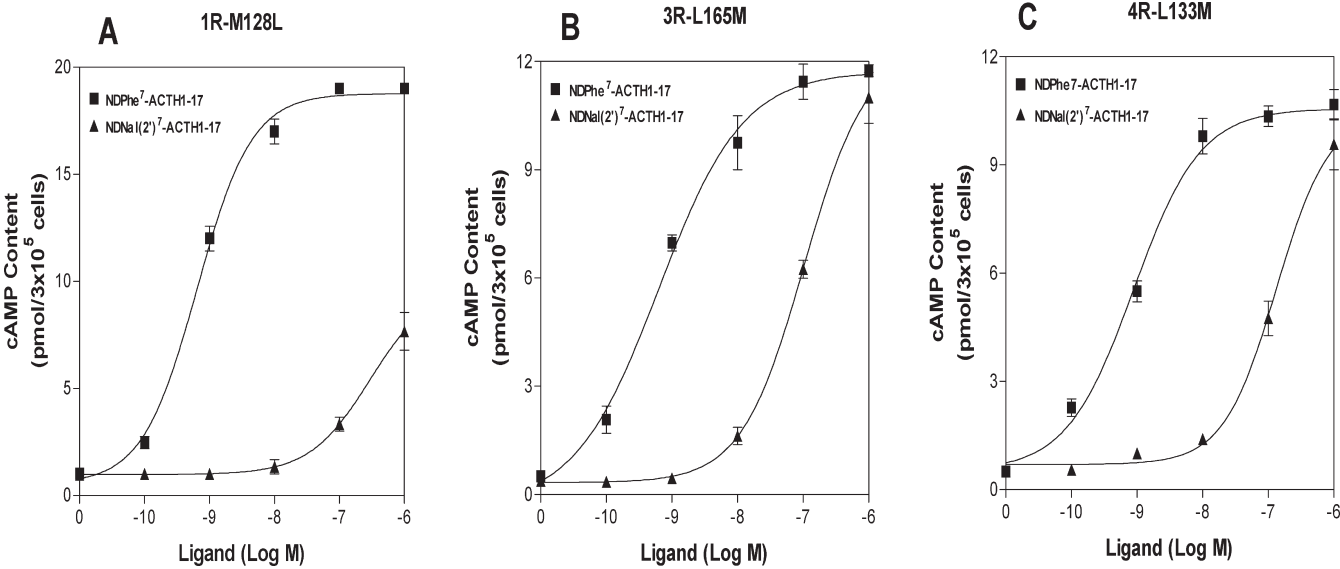 A
1R-M128L
20
15
10
5
0
0 -10 -9 -8 -7 -6
cAMP Content
(pmol/3x10⁵ cells)
NDPhe⁷-ACTH1-17
NDNal(2')⁷-ACTH1-17
Ligand (Log M)
B
3R-L165M
12
9
6
3
0
0 -10 -9 -8 -7 -6
cAMP Content
(pmol/3x10⁵ cells)
NDPhe⁷-ACTH1-17
NDNal(2')⁷-ACTH1-17
Ligand (Log M)
C
4R-L133M
12
9
6
3
0
0 -10 -9 -8 -7 -6
cAMP Content
(pmol/3x10⁵ cells)
NDPhe7-ACTH1-17
NDNal(2')⁷-ACTH1-17
Ligand (Log M)